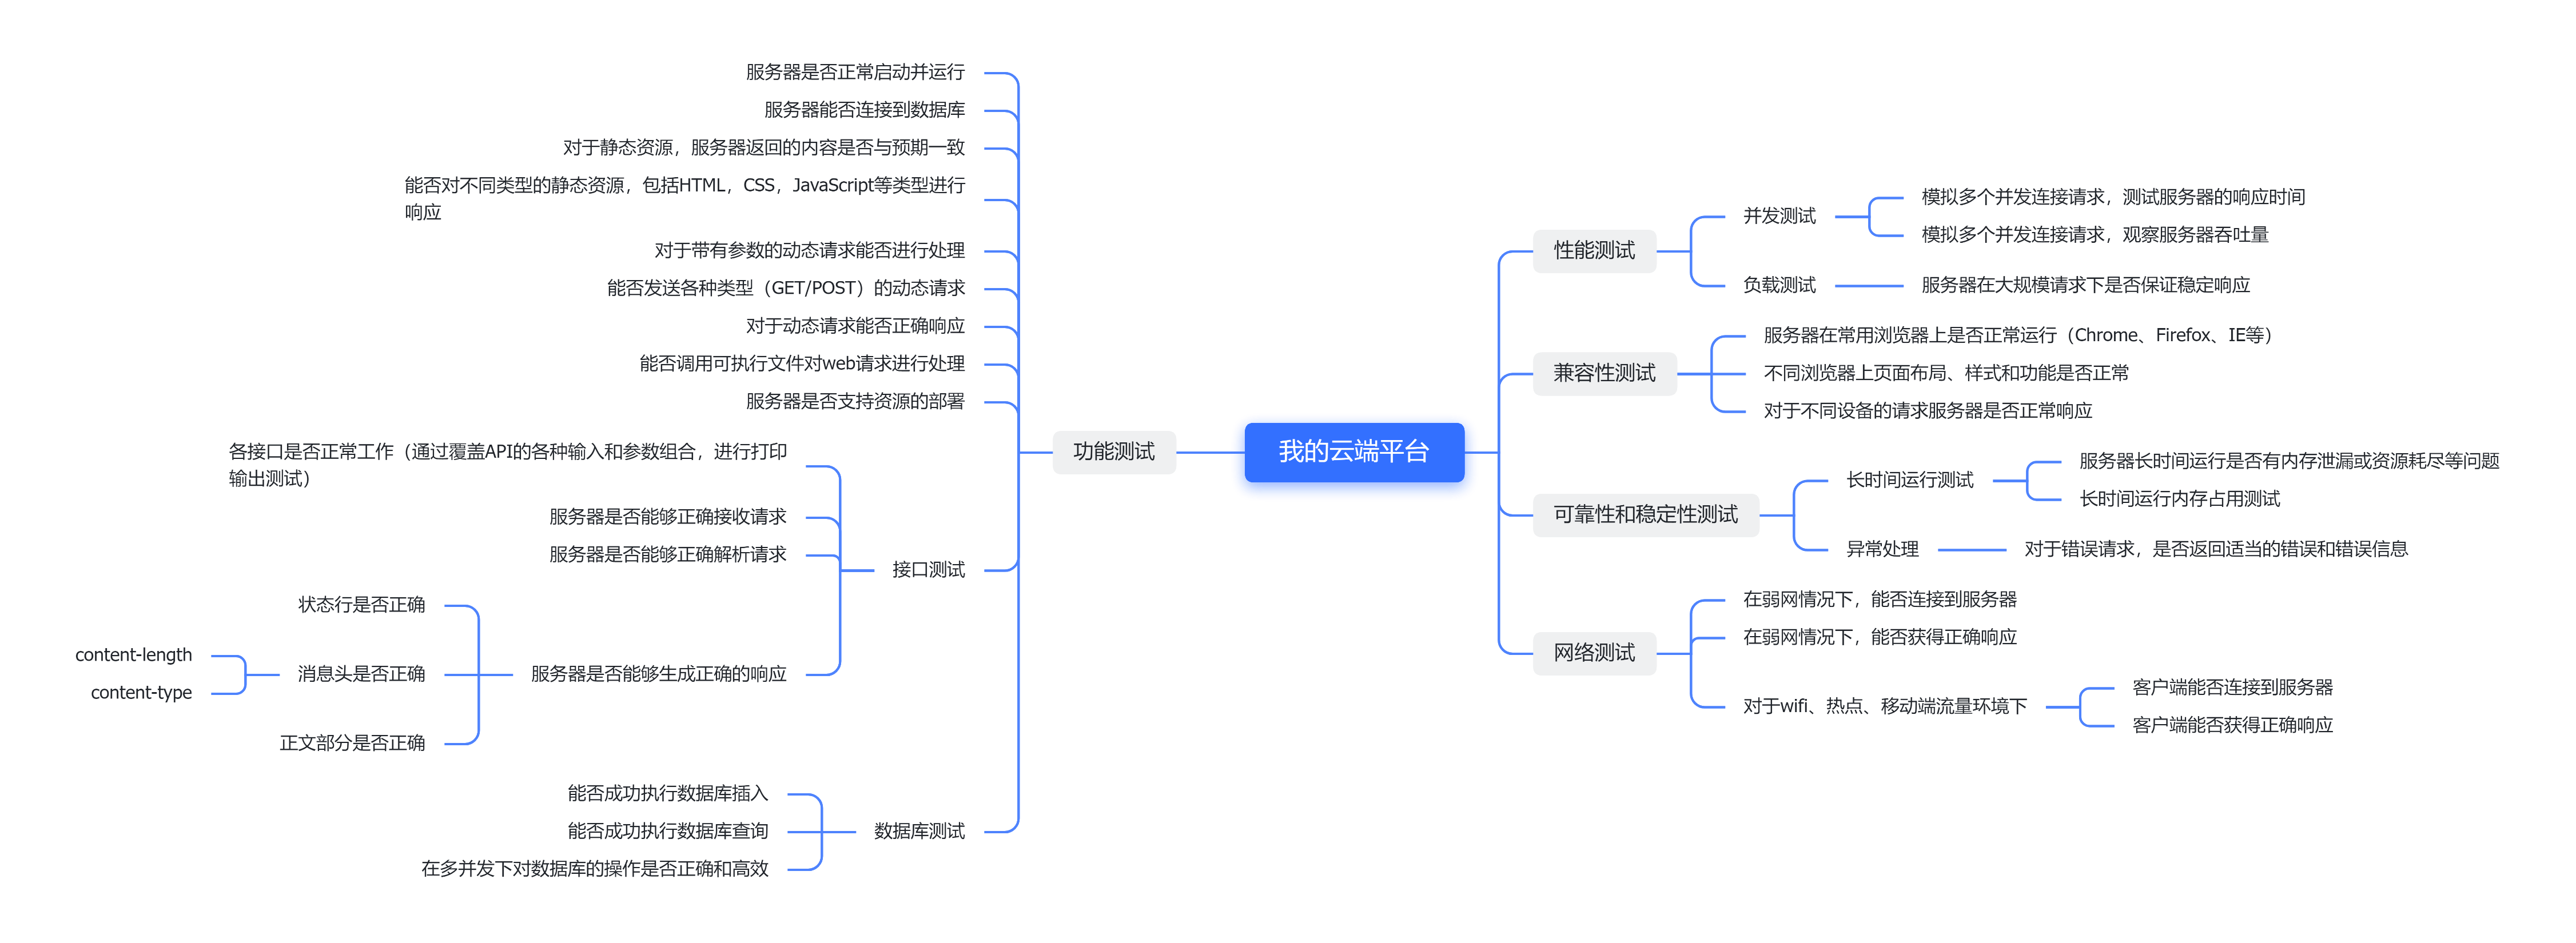 我的云端平台
功能测试
服务器是否正常启动并运行
服务器能否连接到数据库
对于静态资源，服务器返回的内容是否与预期一致
能否对不同类型的静态资源，包括HTML，CSS，JavaScript等类型进行
响应
对于带有参数的动态请求能否进行处理
能否发送各种类型（GET/POST）的动态请求
对于动态请求能否正确响应
能否调用可执行文件对web请求进行处理
服务器是否支持资源的部署
接口测试
各接口是否正常工作（通过覆盖API的各种输入和参数组合，进行打印
输出测试）
服务器是否能够正确接收请求
服务器是否能够正确解析请求
服务器是否能够生成正确的响应
状态行是否正确
消息头是否正确
content-length
content-type
正文部分是否正确
数据库测试
能否成功执行数据库插入
能否成功执行数据库查询
在多并发下对数据库的操作是否正确和高效
性能测试
并发测试
模拟多个并发连接请求，测试服务器的响应时间
模拟多个并发连接请求，观察服务器吞吐量
负载测试
服务器在大规模请求下是否保证稳定响应
兼容性测试
服务器在常用浏览器上是否正常运行（Chrome、Firefox、IE等）
不同浏览器上页面布局、样式和功能是否正常
对于不同设备的请求服务器是否正常响应
可靠性和稳定性测试
长时间运行测试
服务器长时间运行是否有内存泄漏或资源耗尽等问题
长时间运行内存占用测试
异常处理
对于错误请求，是否返回适当的错误和错误信息
网络测试
在弱网情况下，能否连接到服务器
在弱网情况下，能否获得正确响应
对于wifi、热点、移动端流量环境下
客户端能否连接到服务器
客户端能否获得正确响应